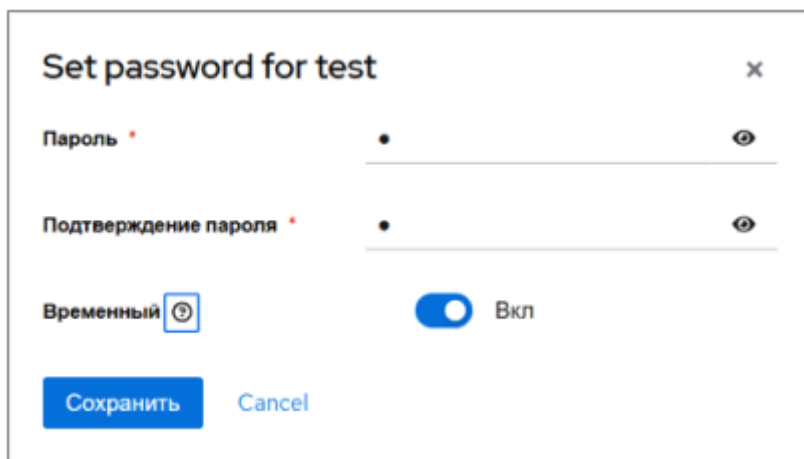 Set password for test
Пароль *
Подтверждение пароля *
Временный Вкл
Сохранить Cancel